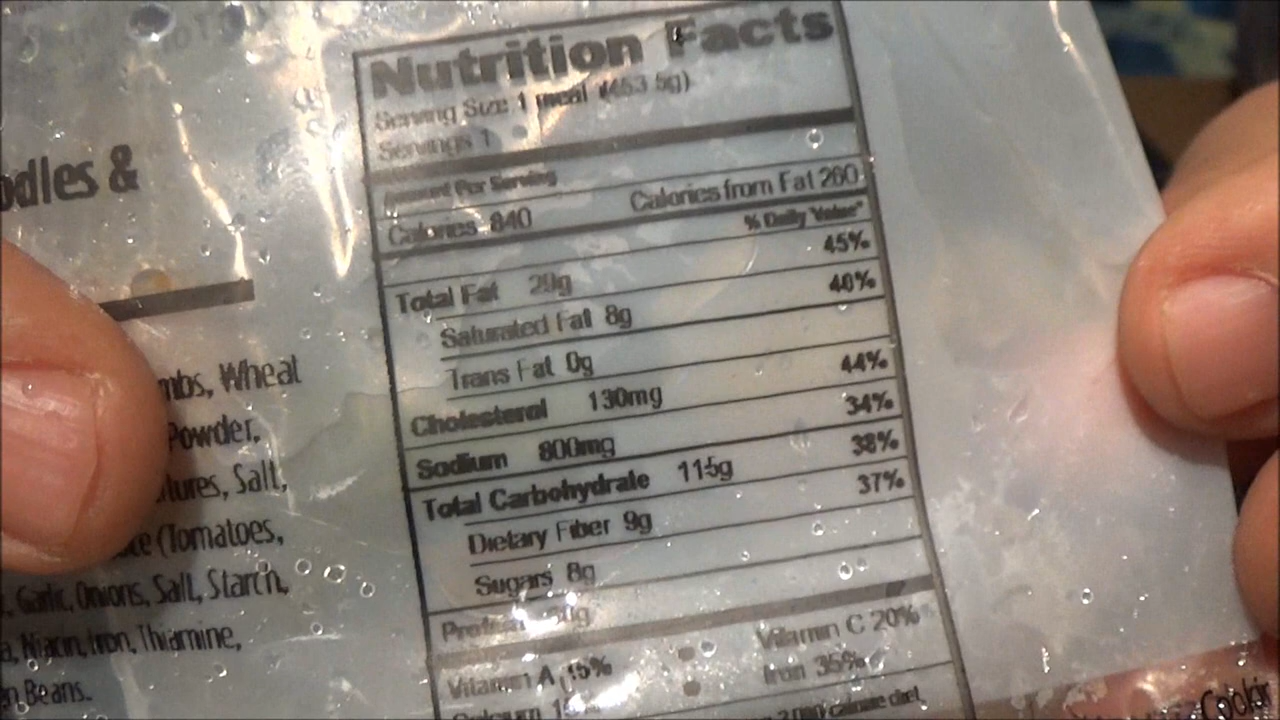 Nutrition Facts
Serving Size 1 meal (453.5g)
Servings 1
Amount Per Serving
Calories 840 Calories from Fat 260
% Daily Value*
Total Fat 29g 45%
Saturated Fat 8g 40%
Trans Fat 0g
Cholesterol 130mg 44%
Sodium 800mg 34%
Total Carbohydrate 115g 38%
Dietary Fiber 9g 37%
Sugars 8g
Protein
Vitamin A 15% • Vitamin C 20%
Calcium • Iron 35%
calorie diet,
odles &
mbs, Wheat
Powder,
tures, Salt,
(Tomatoes,
Garlic, Onions, Salt, Starch,
Niacin, Iron, Thiamine,
Beans.